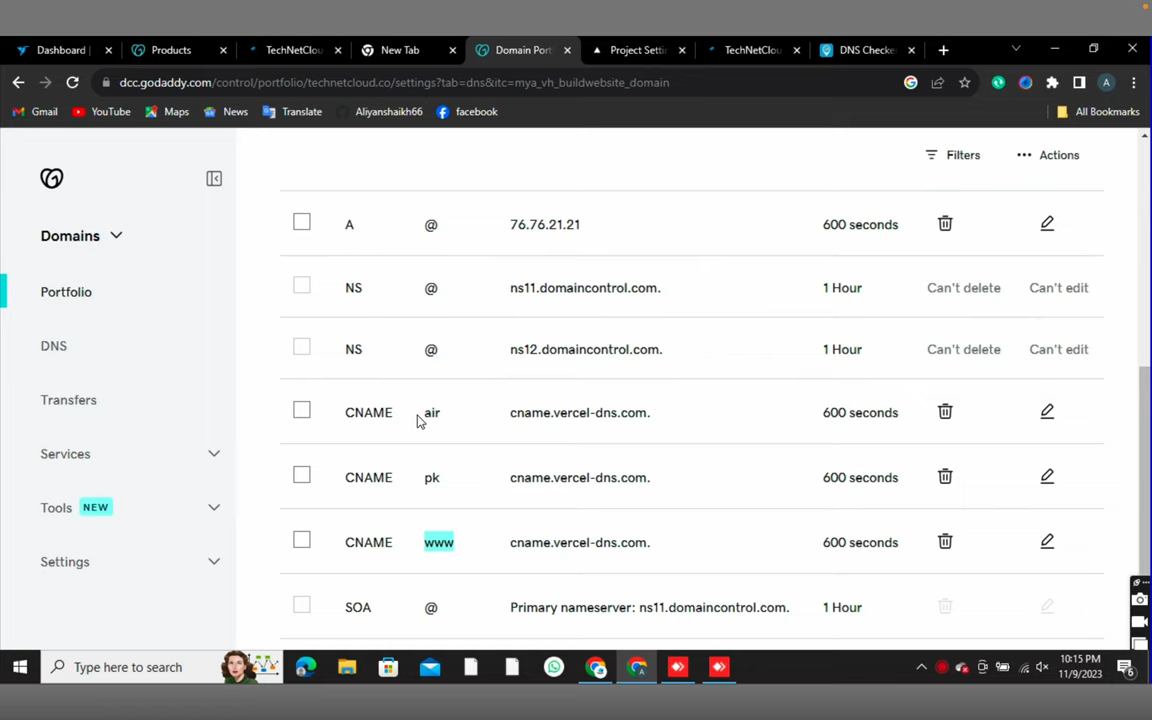 Dashboard
Products
TechNetClou
New Tab
Domain Port
Project Setti
TechNetClou
DNS Checke
dcc.godaddy.com/control/portfolio/technetcloud.co/settings?tab=dns&itc=mya_vh_buildwebsite_domain
A
Gmail YouTube Maps News Translate Aliyanshaikh66 facebook All Bookmarks
Filters ••• Actions
Domains
Portfolio
DNS
Transfers
Services
Tools NEW
Settings
A @ 76.76.21.21 600 seconds
NS @ ns11.domaincontrol.com. 1 Hour Can't delete Can't edit
NS @ ns12.domaincontrol.com. 1 Hour Can't delete Can't edit
CNAME air cname.vercel-dns.com. 600 seconds
CNAME pk cname.vercel-dns.com. 600 seconds
CNAME www cname.vercel-dns.com. 600 seconds
SOA @ Primary nameserver: ns11.domaincontrol.com. 1 Hour
Type here to search
10:15 PM
11/9/2023
6